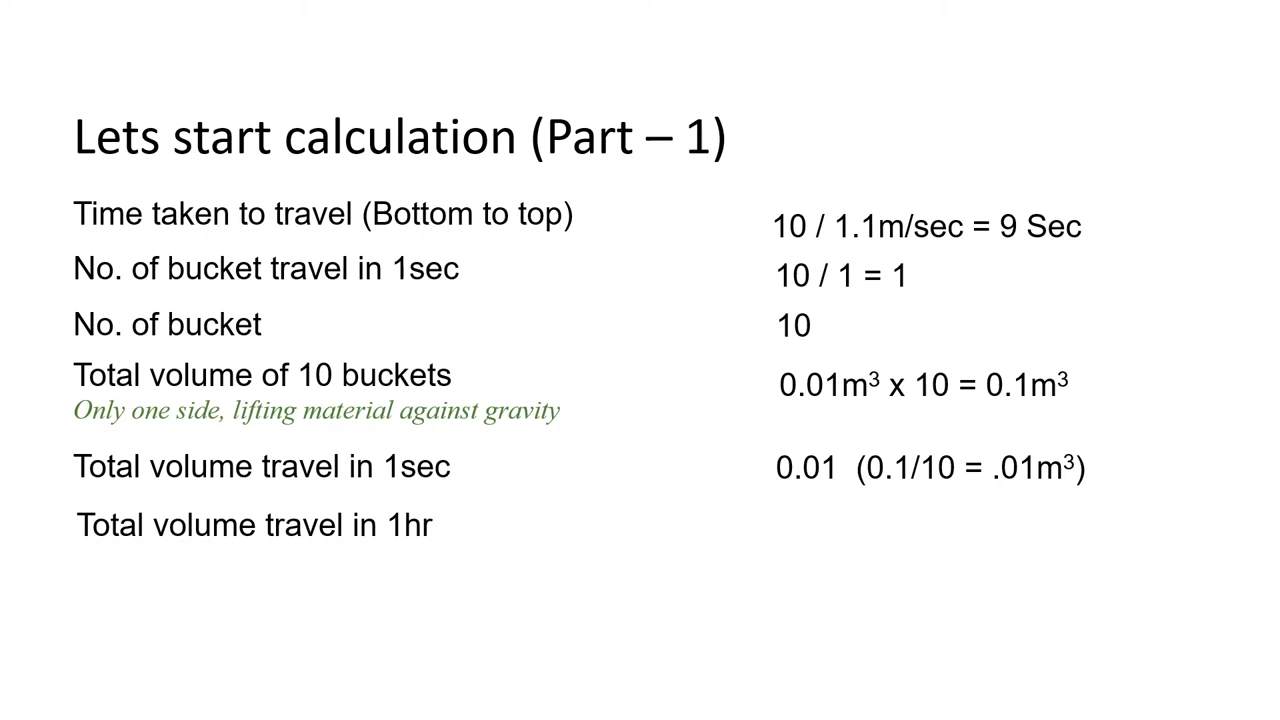 Lets start calculation (Part – 1)
Time taken to travel (Bottom to top)
10 / 1.1m/sec = 9 Sec
No. of bucket travel in 1sec
10 / 1 = 1
No. of bucket
10
Total volume of 10 buckets
0.01m³ x 10 = 0.1m³
Only one side, lifting material against gravity
Total volume travel in 1sec
0.01 (0.1/10 = .01m³)
Total volume travel in 1hr